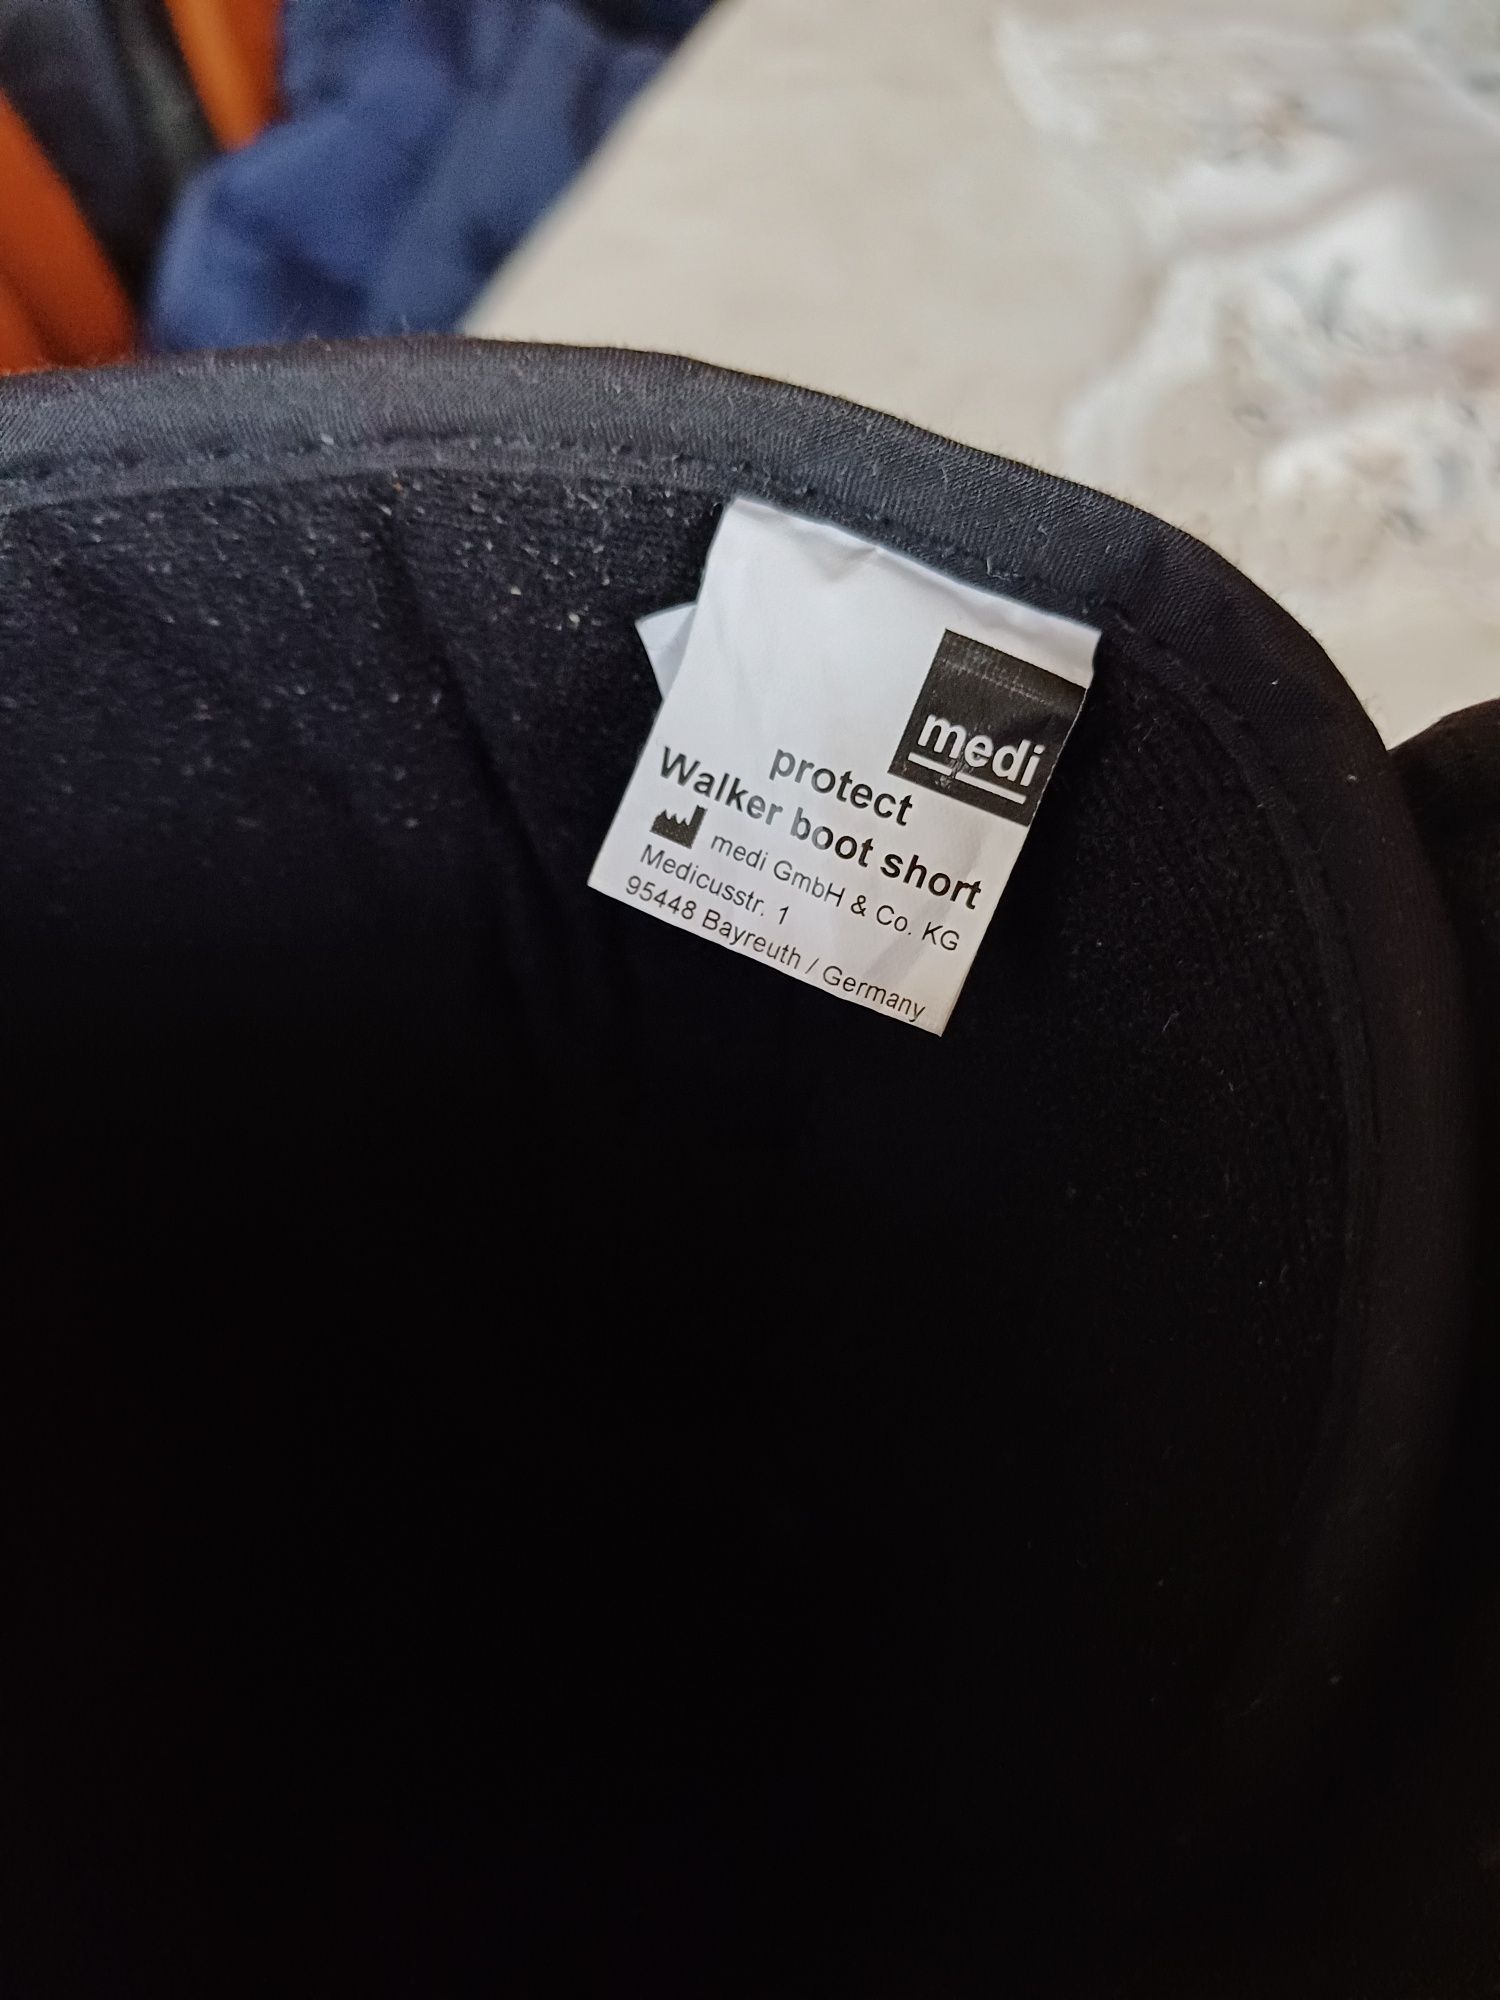 medi
protect
Walker boot short
medi GmbH & Co. KG
Medicusstr. 1
95448 Bayreuth / Germany